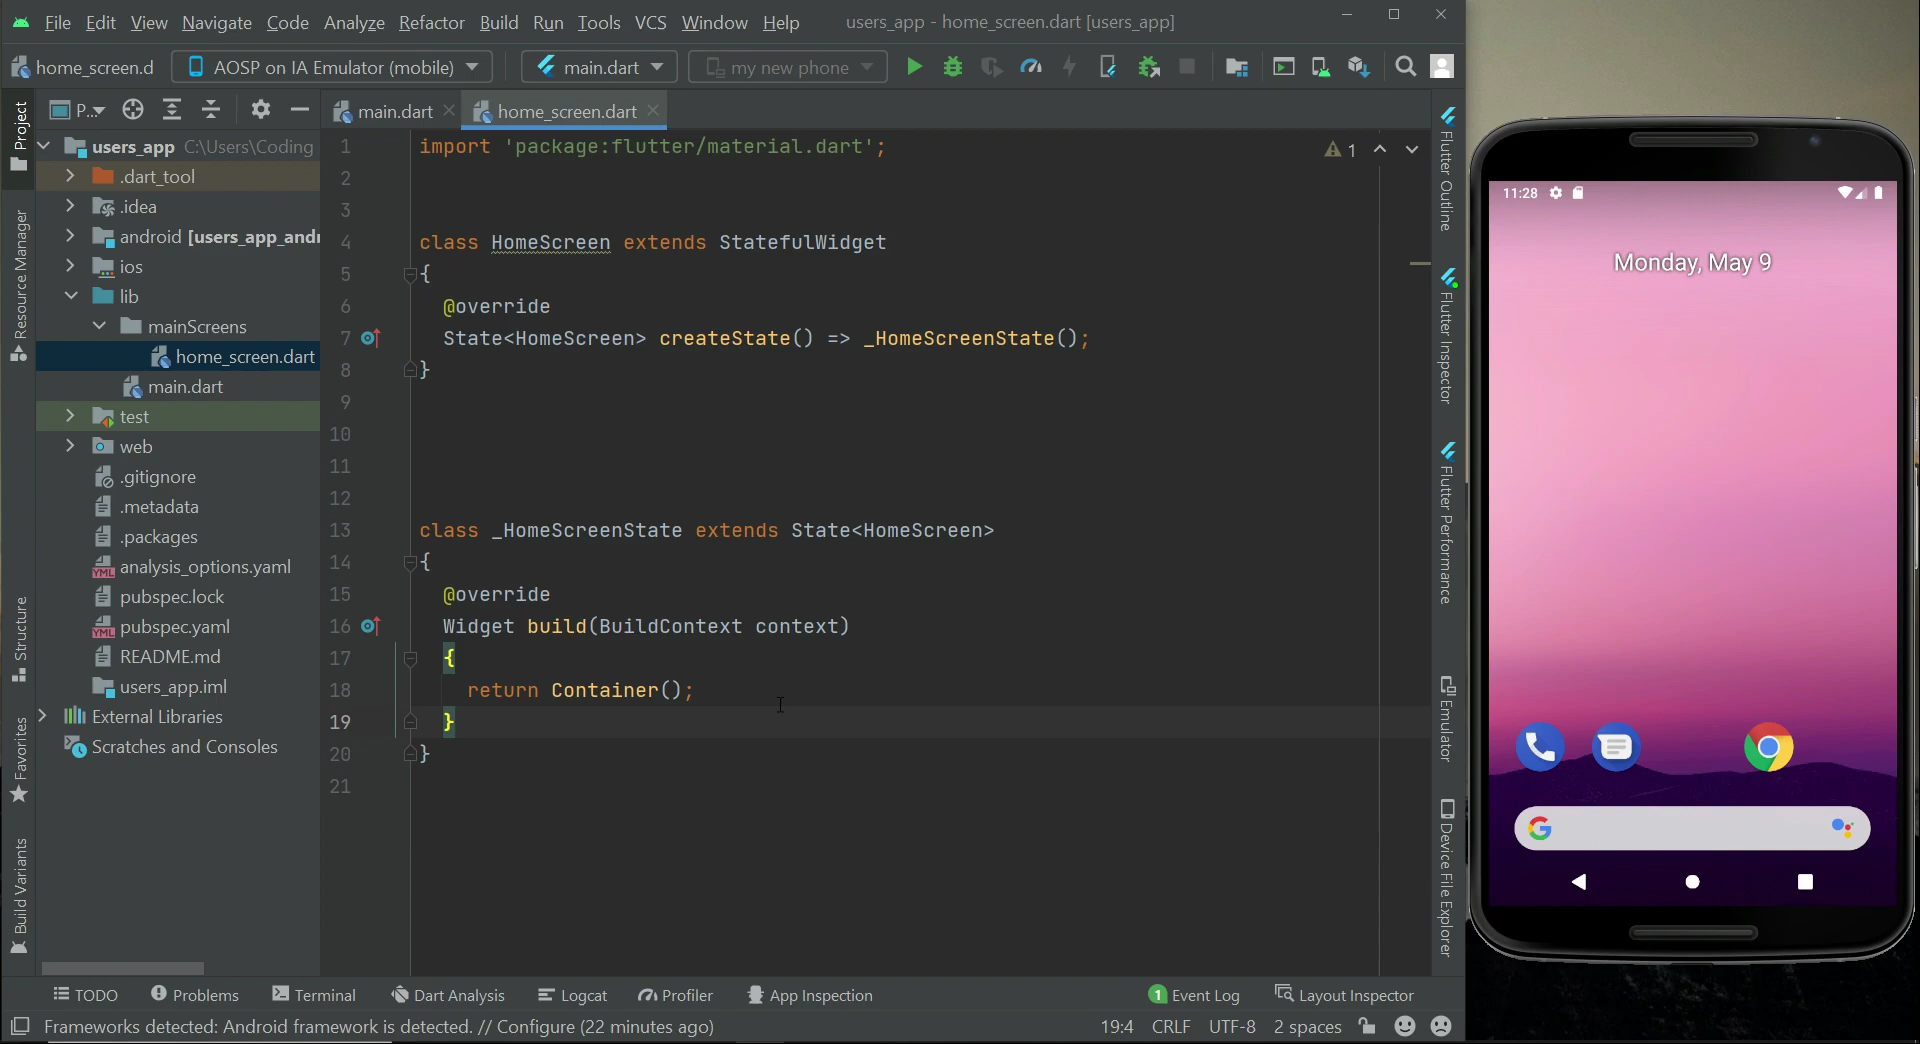 File Edit View Navigate Code Analyze Refactor Build Run Tools VCS Window Help users_app - home_screen.dart [users_app]
home_screen.d AOSP on IA Emulator (mobile) main.dart my new phone
P... main.dart home_screen.dart
Project
Resource Manager
Structure
Favorites
Build Variants
users_app C:\Users\Coding
.dart_tool
.idea
android [users_app_andr
ios
lib
mainScreens
home_screen.dart
main.dart
test
web
.gitignore
.metadata
.packages
analysis_options.yaml
pubspec.lock
pubspec.yaml
README.md
users_app.iml
External Libraries
Scratches and Consoles
1 import 'package:flutter/material.dart'; 1
2
3
4 class HomeScreen extends StatefulWidget
5 {
6 @override
7 State<HomeScreen> createState() => _HomeScreenState();
8 }
9
10
11
12
13 class _HomeScreenState extends State<HomeScreen>
14 {
15 @override
16 Widget build(BuildContext context)
17 {
18 return Container();
19 }
20 }
21
Flutter Outline
Flutter Inspector
Flutter Performance
Emulator
Device File Explorer
11:28
Monday, May 9
TODO Problems Terminal Dart Analysis Logcat Profiler App Inspection 1 Event Log Layout Inspector
Frameworks detected: Android framework is detected. // Configure (22 minutes ago) 19:4 CRLF UTF-8 2 spaces